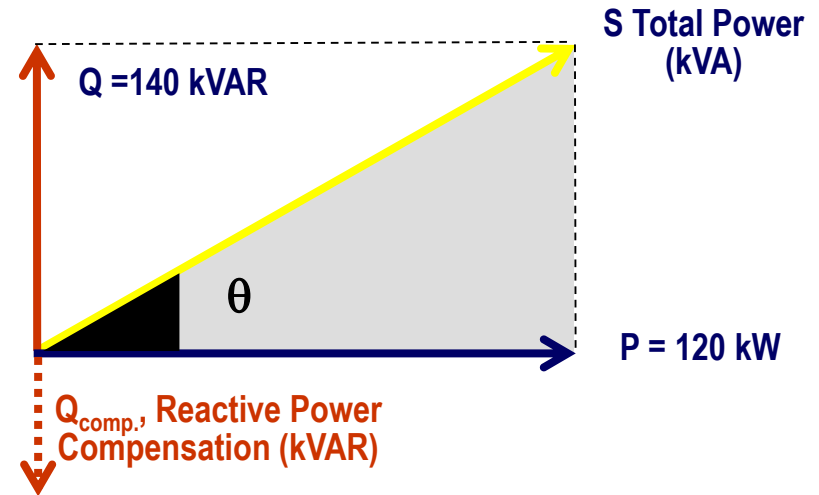 S Total Power
(kVA)
Q =140 kVAR
θ
P = 120 kW
Qcomp., Reactive Power
Compensation (kVAR)